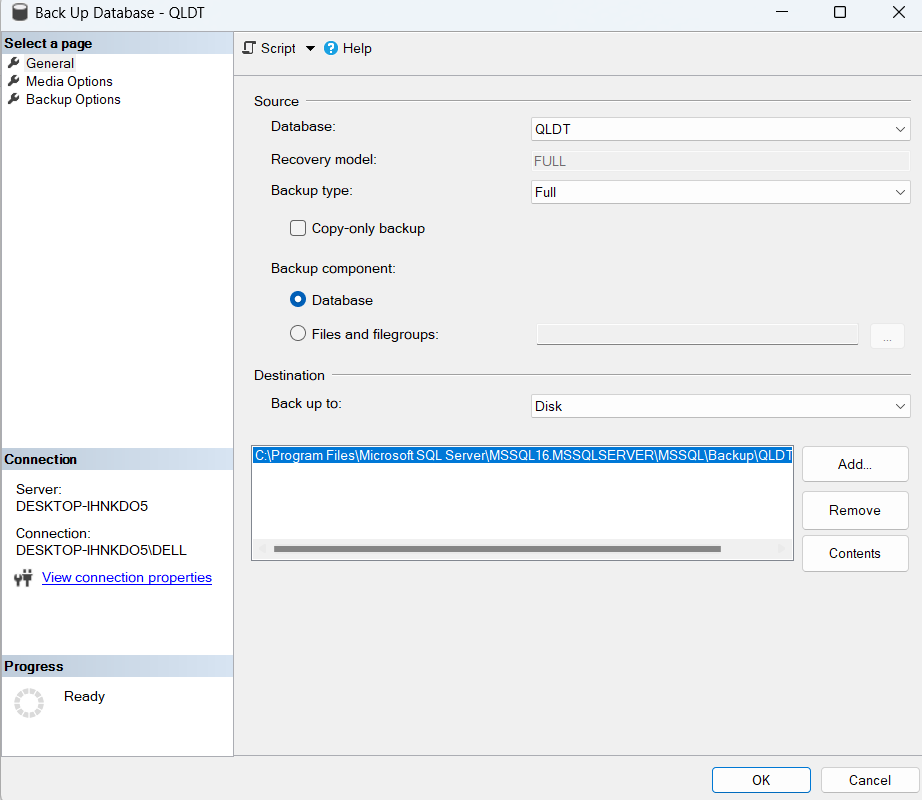 Back Up Database - QLDT
Select a page
General
Media Options
Backup Options
Script
Help
Source
Database:
QLDT
Recovery model:
FULL
Backup type:
Full
Copy-only backup
Backup component:
Database
Files and filegroups:
...
Destination
Back up to:
Disk
C:\Program Files\Microsoft SQL Server\MSSQL16.MSSQLSERVER\MSSQL\Backup\QLDT
Add...
Remove
Contents
Connection
Server:
DESKTOP-IHNKDO5
Connection:
DESKTOP-IHNKDO5\DELL
View connection properties
Progress
Ready
OK
Cancel